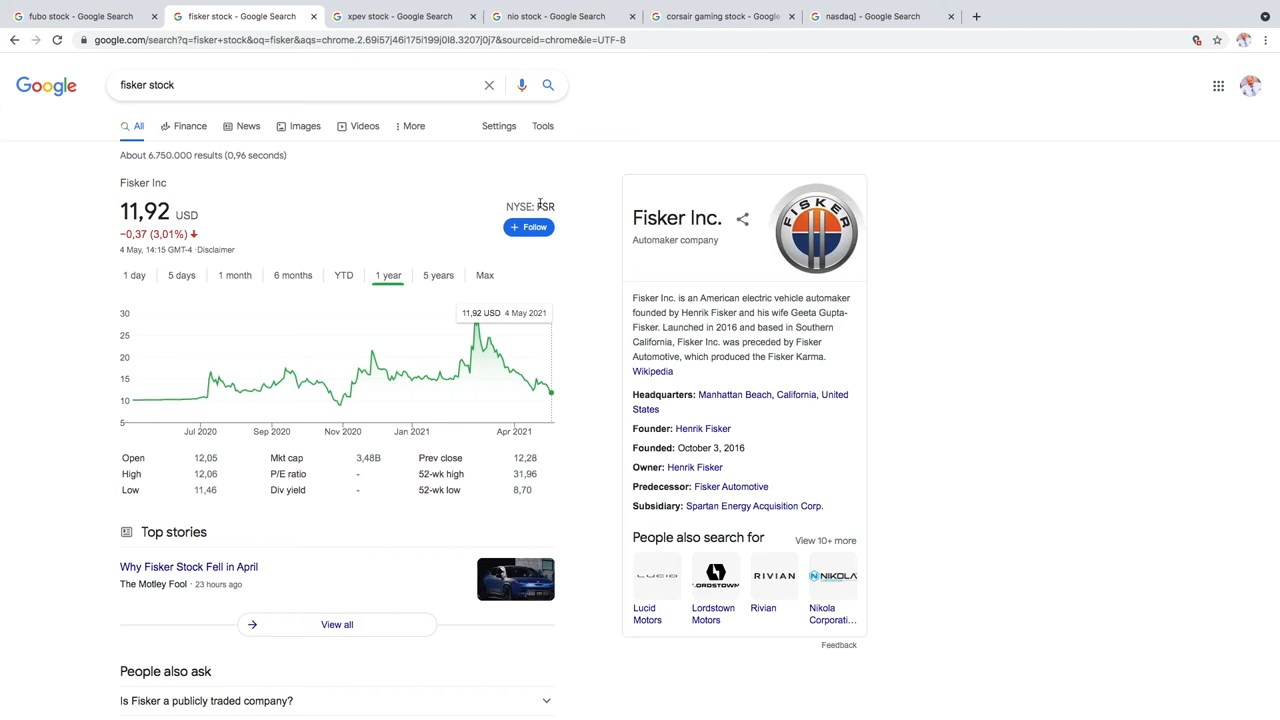 fubo stock - Google Search
fisker stock - Google Search
xpev stock - Google Search
nio stock - Google Search
corsair gaming stock - Google
nasdaq] - Google Search
google.com/search?q=fisker+stock&oq=fisker&aqs=chrome.2.69i57j46i175i199j0l8.3207j0j7&sourceid=chrome&ie=UTF-8
Google
fisker stock
All
Finance
News
Images
Videos
More
Settings
Tools
About 6.750.000 results (0,96 seconds)
Fisker Inc
11,92 USD
NYSE: FSR
−0,37 (3,01%)
+ Follow
4 May, 14:15 GMT-4 · Disclaimer
1 day
5 days
1 month
6 months
YTD
1 year
5 years
Max
11,92 USD 4 May 2021
30
25
20
15
10
5
Jul 2020
Sep 2020
Nov 2020
Jan 2021
Apr 2021
Open 12,05 Mkt cap 3,48B Prev close 12,28
High 12,06 P/E ratio - 52-wk high 31,96
Low 11,46 Div yield - 52-wk low 8,70
Top stories
Why Fisker Stock Fell in April
The Motley Fool · 23 hours ago
View all
People also ask
Is Fisker a publicly traded company?
Fisker Inc.
Automaker company
FISKER
Fisker Inc. is an American electric vehicle automaker
founded by Henrik Fisker and his wife Geeta Gupta-
Fisker. Launched in 2016 and based in Southern
California, Fisker Inc. was preceded by Fisker
Automotive, which produced the Fisker Karma.
Wikipedia
Headquarters: Manhattan Beach, California, United
States
Founder: Henrik Fisker
Founded: October 3, 2016
Owner: Henrik Fisker
Predecessor: Fisker Automotive
Subsidiary: Spartan Energy Acquisition Corp.
People also search for
View 10+ more
LUCID
LORDSTOWN
RIVIAN
NIKOLA
Lucid
Motors
Lordstown
Motors
Rivian
Nikola
Corporati...
Feedback